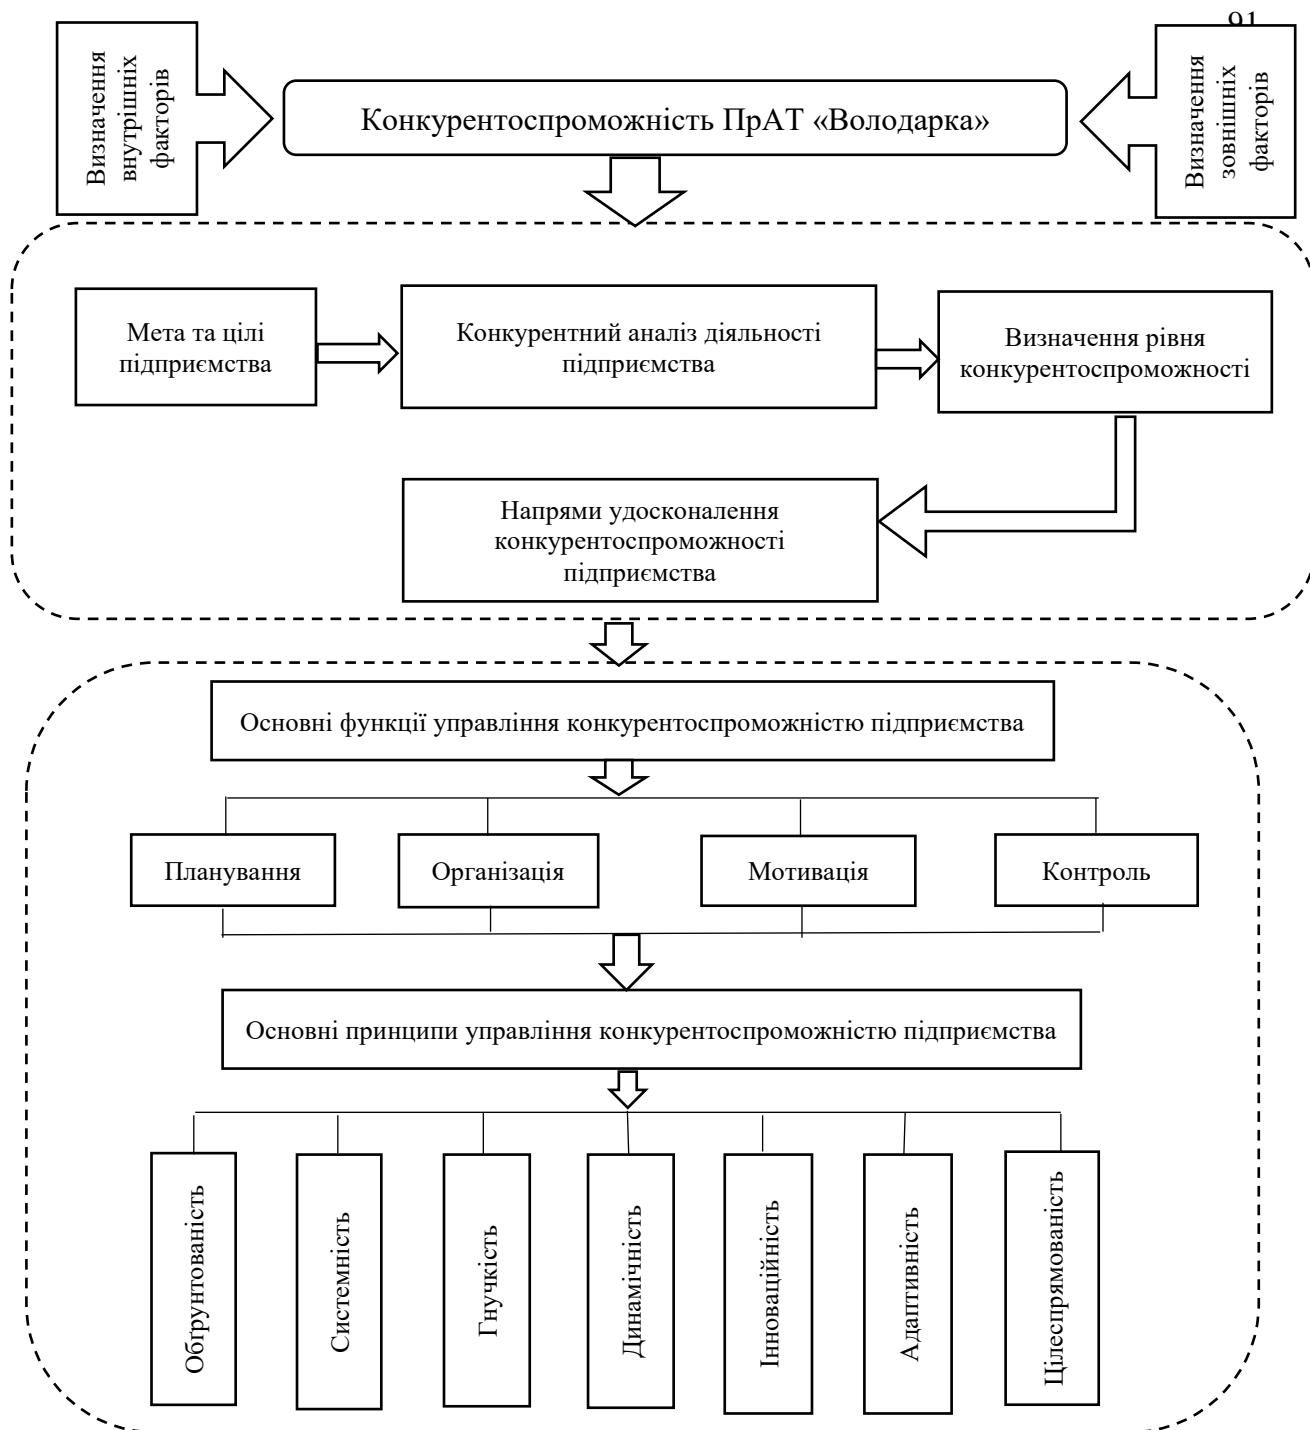 91
Визначення
внутрішніх
факторів
Конкурентоспроможність ПрАТ «Володарка»
Визначення
зовнішніх
факторів
Мета та цілі
підприємства
Конкурентний аналіз діяльності
підприємства
Визначення рівня
конкурентоспроможності
Напрями удосконалення
конкурентоспроможності
підприємства
Основні функції управління конкурентоспроможністю підприємства
Планування
Організація
Мотивація
Контроль
Основні принципи управління конкурентоспроможністю підприємства
Обґрунтованість
Системність
Гнучкість
Динамічність
Інноваційність
Адаптивність
Цілеспрямованість